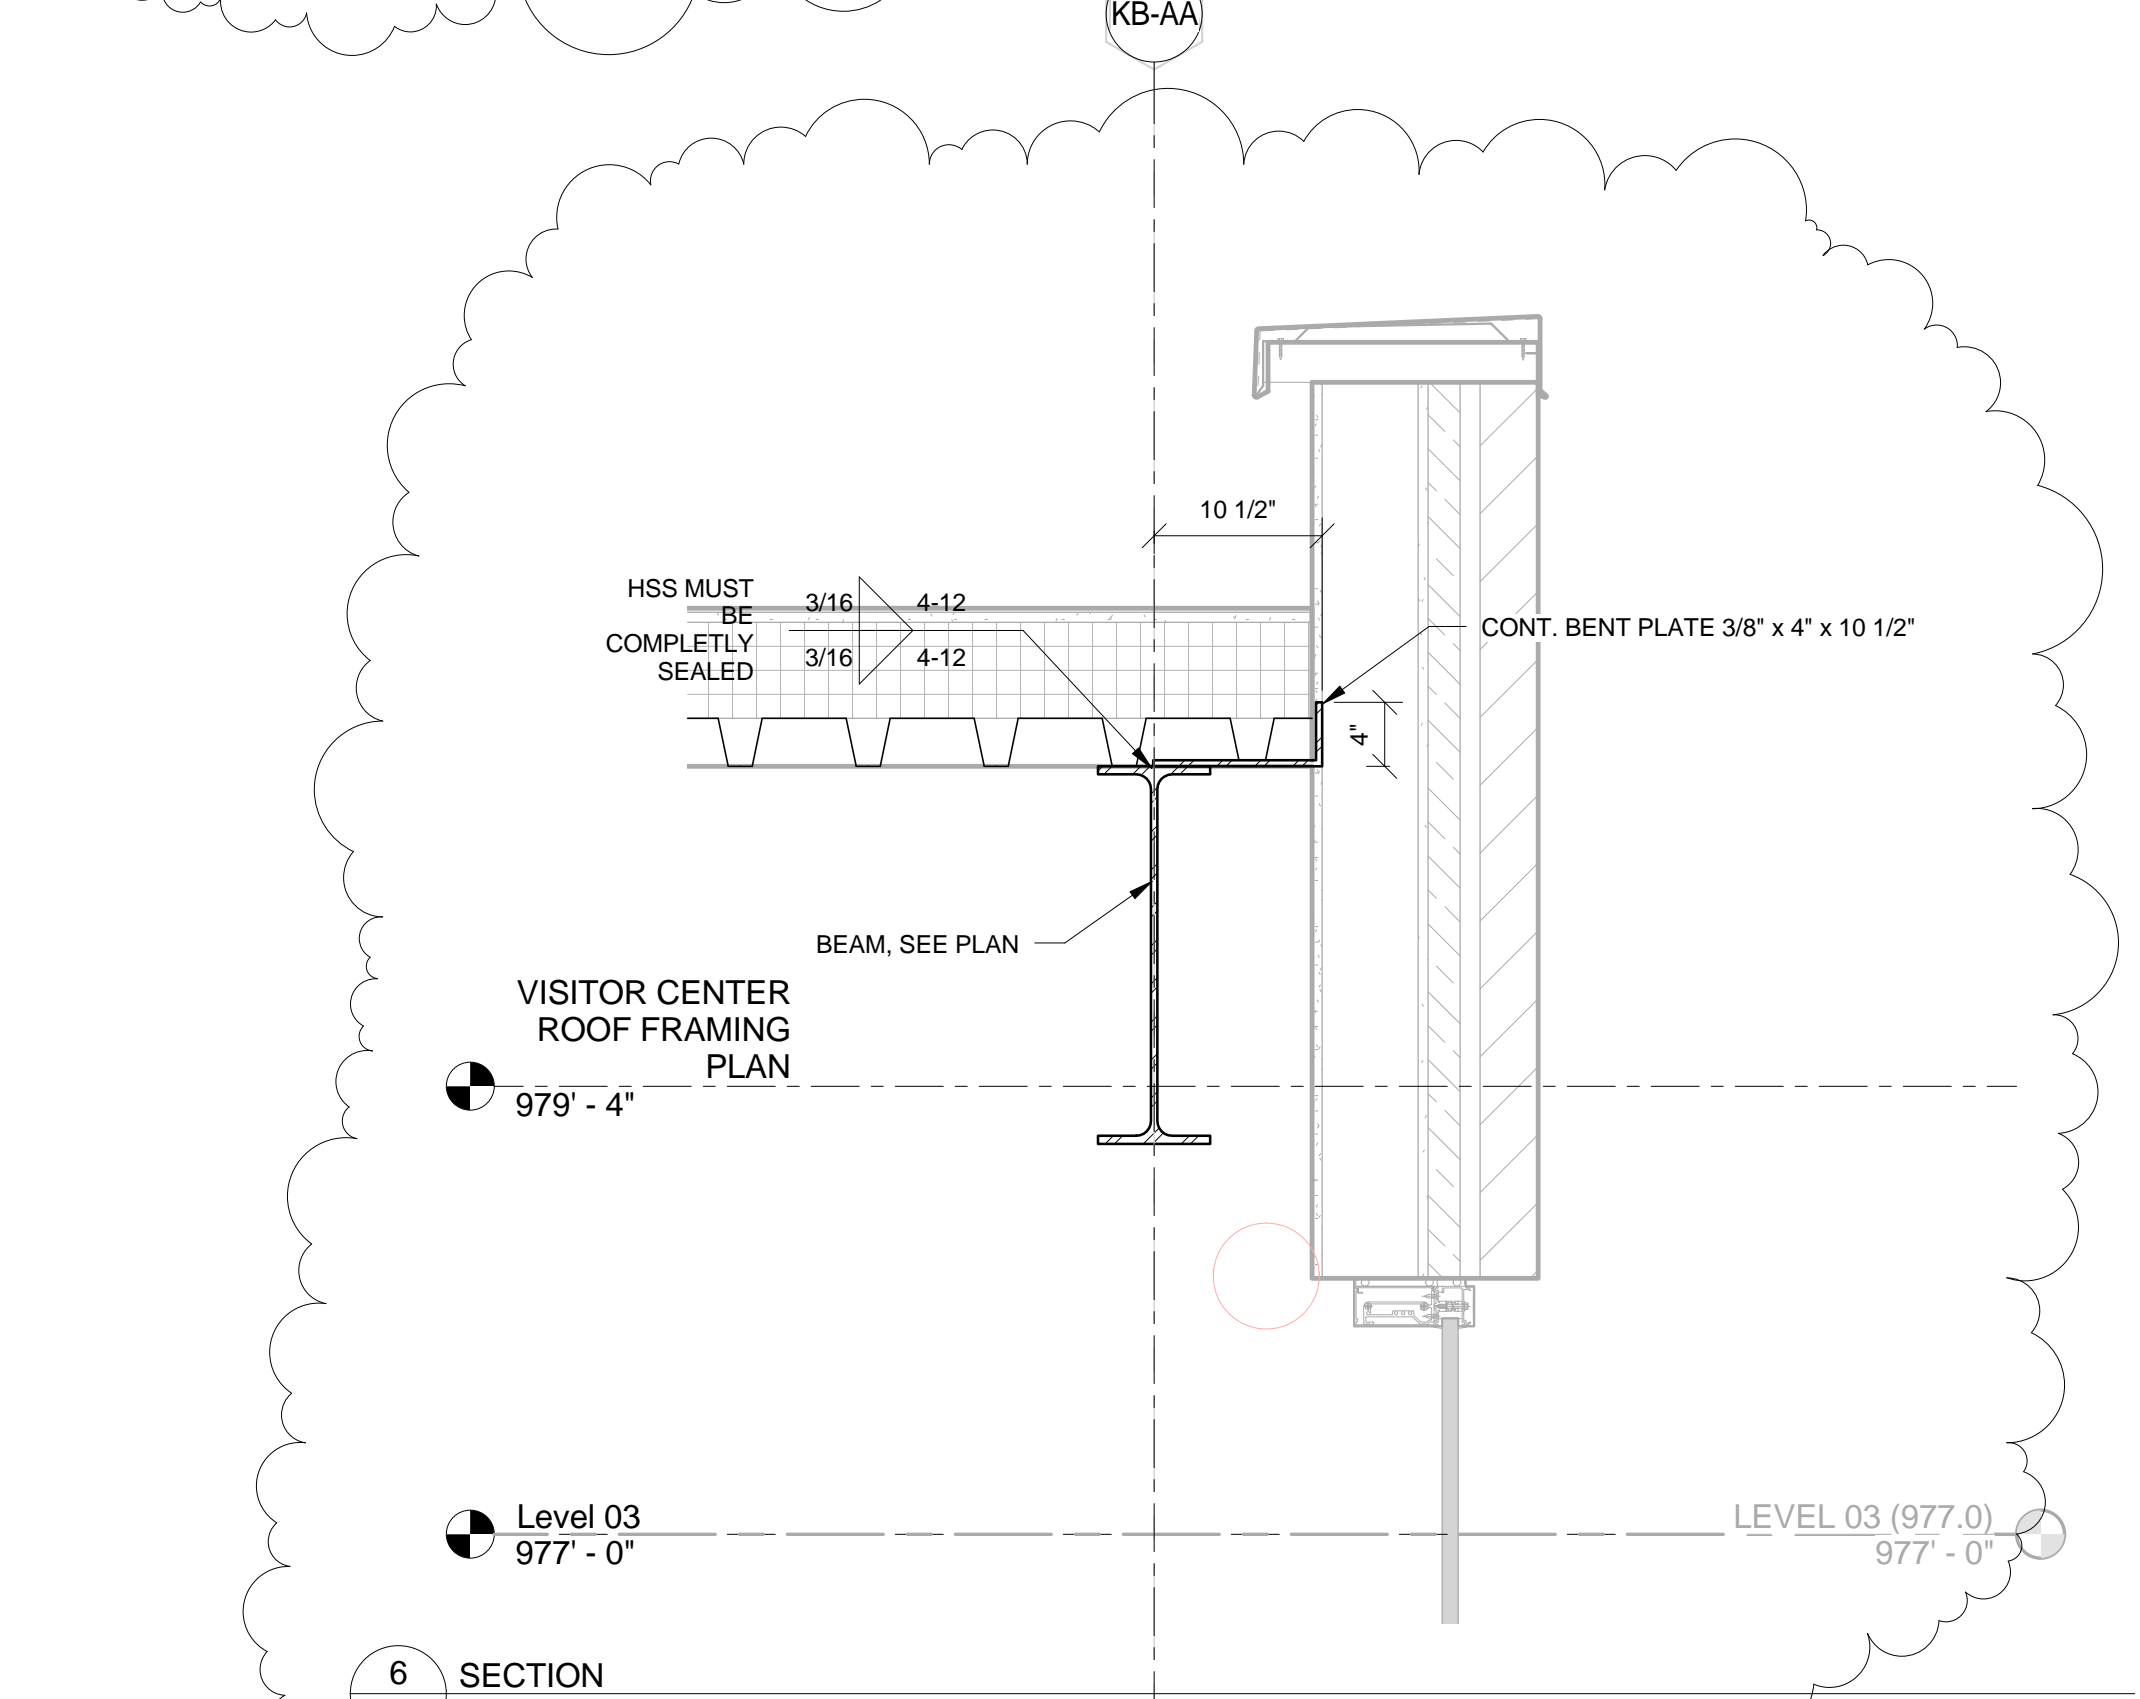 KB-AA
10 1/2"
HSS MUST
BE
COMPLETLY
SEALED
3/16
4-12
3/16
4-12
CONT. BENT PLATE 3/8" x 4" x 10 1/2"
4"
BEAM, SEE PLAN
VISITOR CENTER
ROOF FRAMING
PLAN
979' - 4"
Level 03
977' - 0"
LEVEL 03 (977.0)
977' - 0"
6
SECTION